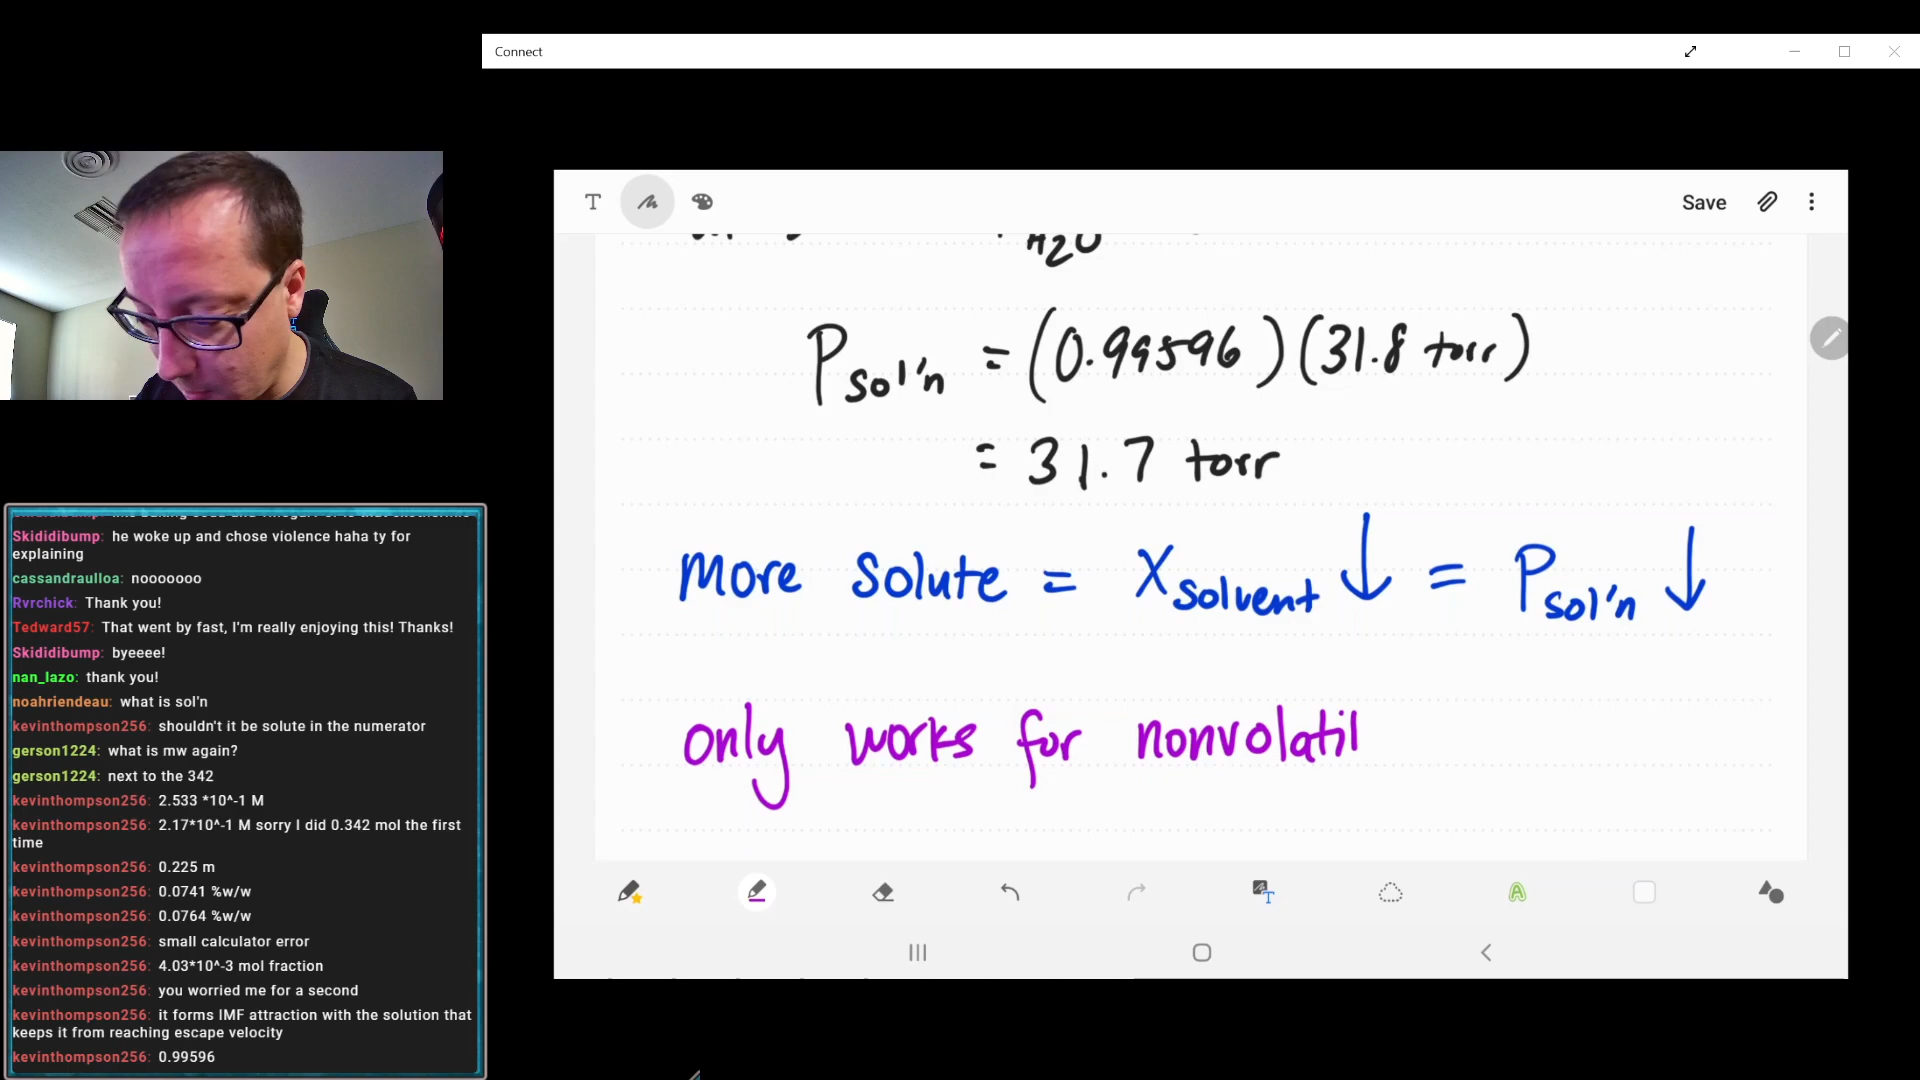 Connect
T
Save
H2O
Psol'n = (0.99596)(31.8 torr)
= 31.7 torr
More solute = Xsolvent ↓ = Psol'n ↓
only works for nonvolatil
Skididibump: he woke up and chose violence haha ty for
explaining
cassandraulloa: nooooooo
Rvrchick: Thank you!
Tedward57: That went by fast, I'm really enjoying this! Thanks!
Skididibump: byeeee!
nan_lazo: thank you!
noahriendeau: what is sol'n
kevinthompson256: shouldn't it be solute in the numerator
gerson1224: what is mw again?
gerson1224: next to the 342
kevinthompson256: 2.533 *10^-1 M
kevinthompson256: 2.17*10^-1 M sorry I did 0.342 mol the first
time
kevinthompson256: 0.225 m
kevinthompson256: 0.0741 %w/w
kevinthompson256: 0.0764 %w/w
kevinthompson256: small calculator error
kevinthompson256: 4.03*10^-3 mol fraction
kevinthompson256: you worried me for a second
kevinthompson256: it forms IMF attraction with the solution that
keeps it from reaching escape velocity
kevinthompson256: 0.99596